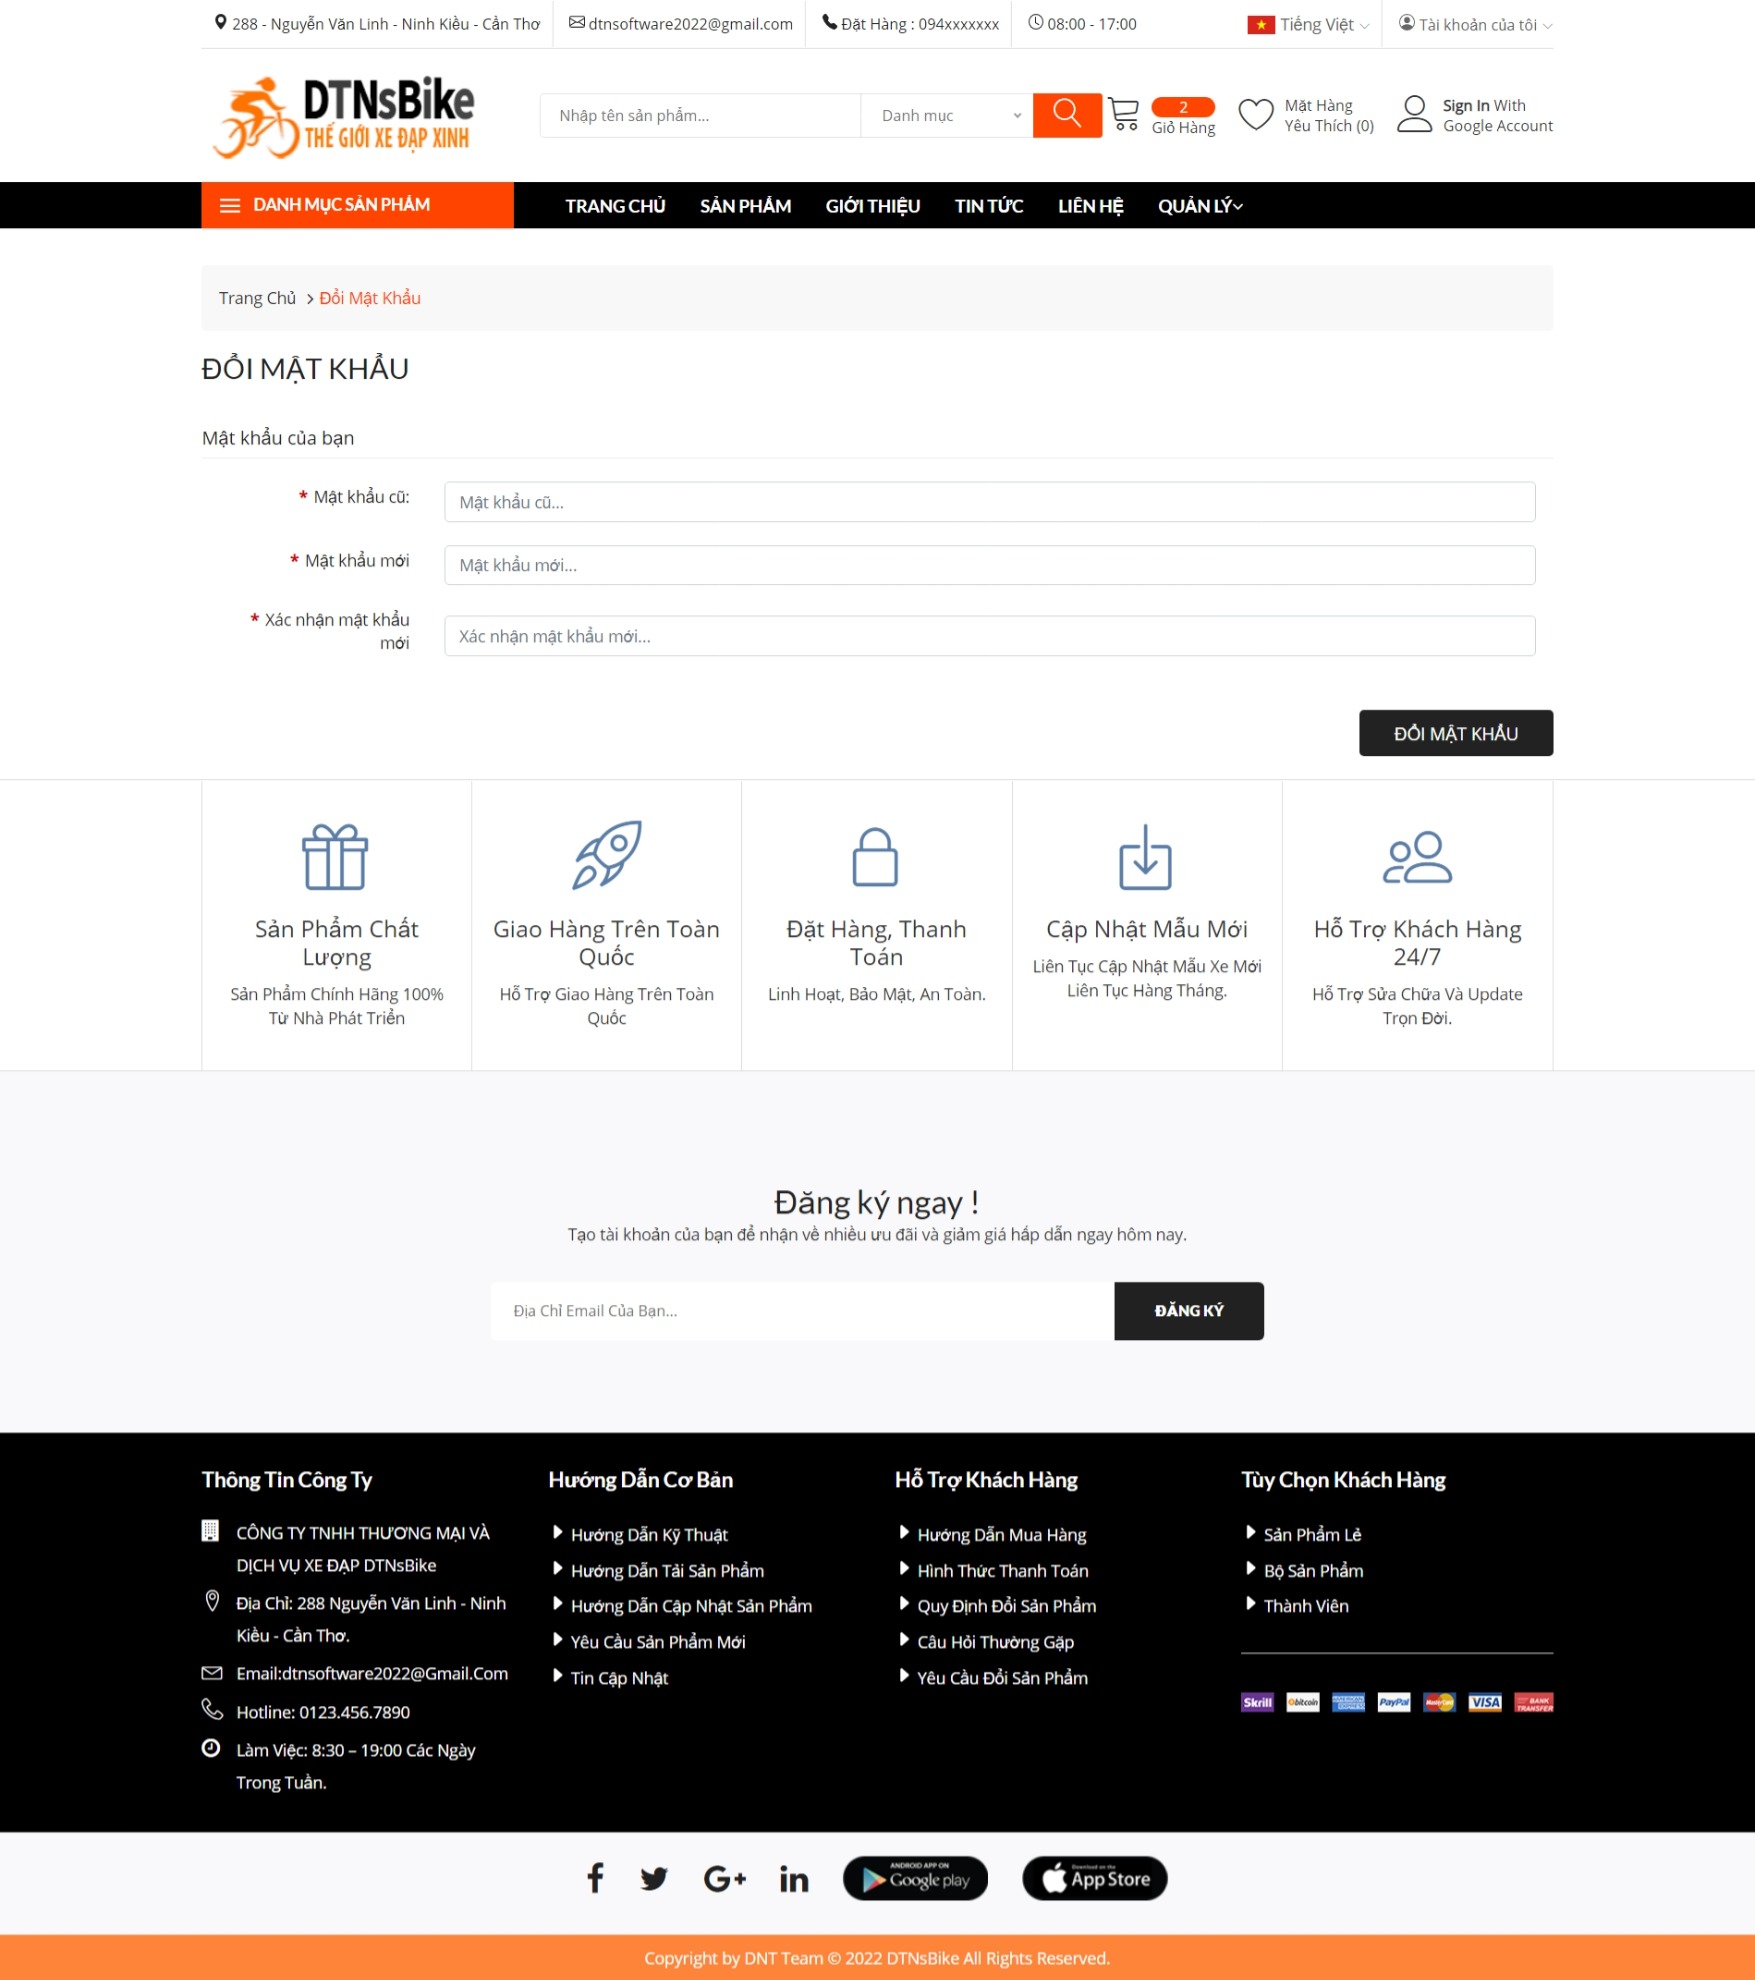 288 - Nguyễn Văn Linh - Ninh Kiều - Cần Thơ
dtnsoftware2022@gmail.com
Đặt Hàng : 094xxxxxxx
08:00 - 17:00
Tiếng Việt
Tài khoản của tôi
DTNsBike
THẾ GIỚI XE ĐẠP XINH
Nhập tên sản phẩm...
Danh mục
2
Giỏ Hàng
Mặt Hàng
Yêu Thích (0)
Sign In With
Google Account
DANH MỤC SẢN PHẨM
TRANG CHỦ
SẢN PHẨM
GIỚI THIỆU
TIN TỨC
LIÊN HỆ
QUẢN LÝ
Trang Chủ > Đổi Mật Khẩu
ĐỔI MẬT KHẨU
Mật khẩu của bạn
* Mật khẩu cũ:
Mật khẩu cũ...
* Mật khẩu mới
Mật khẩu mới...
* Xác nhận mật khẩu
mới
Xác nhận mật khẩu mới...
ĐỔI MẬT KHẨU
Sản Phẩm Chất
Lượng
Sản Phẩm Chính Hãng 100%
Từ Nhà Phát Triển
Giao Hàng Trên Toàn
Quốc
Hỗ Trợ Giao Hàng Trên Toàn
Quốc
Đặt Hàng, Thanh
Toán
Linh Hoạt, Bảo Mật, An Toàn.
Cập Nhật Mẫu Mới
Liên Tục Cập Nhật Mẫu Xe Mới
Liên Tục Hàng Tháng.
Hỗ Trợ Khách Hàng
24/7
Hỗ Trợ Sửa Chữa Và Update
Trọn Đời.
Đăng ký ngay !
Tạo tài khoản của bạn để nhận về nhiều ưu đãi và giảm giá hấp dẫn ngay hôm nay.
Địa Chỉ Email Của Bạn...
ĐĂNG KÝ
Thông Tin Công Ty
CÔNG TY TNHH THƯƠNG MẠI VÀ
DỊCH VỤ XE ĐẠP DTNsBike
Địa Chỉ: 288 Nguyễn Văn Linh - Ninh
Kiều - Cần Thơ.
Email:dtnsoftware2022@Gmail.Com
Hotline: 0123.456.7890
Làm Việc: 8:30 – 19:00 Các Ngày
Trong Tuần.
Hướng Dẫn Cơ Bản
Hướng Dẫn Kỹ Thuật
Hướng Dẫn Tải Sản Phẩm
Hướng Dẫn Cập Nhật Sản Phẩm
Yêu Cầu Sản Phẩm Mới
Tin Cập Nhật
Hỗ Trợ Khách Hàng
Hướng Dẫn Mua Hàng
Hình Thức Thanh Toán
Quy Định Đổi Sản Phẩm
Câu Hỏi Thường Gặp
Yêu Cầu Đổi Sản Phẩm
Tùy Chọn Khách Hàng
Sản Phẩm Lẻ
Bộ Sản Phẩm
Thành Viên
Skrill
bitcoin
AMERICAN EXPRESS
PayPal
MasterCard
VISA
BANK TRANSFER
ANDROID APP ON
Google play
Download on the
App Store
Copyright by DNT Team © 2022 DTNsBike All Rights Reserved.